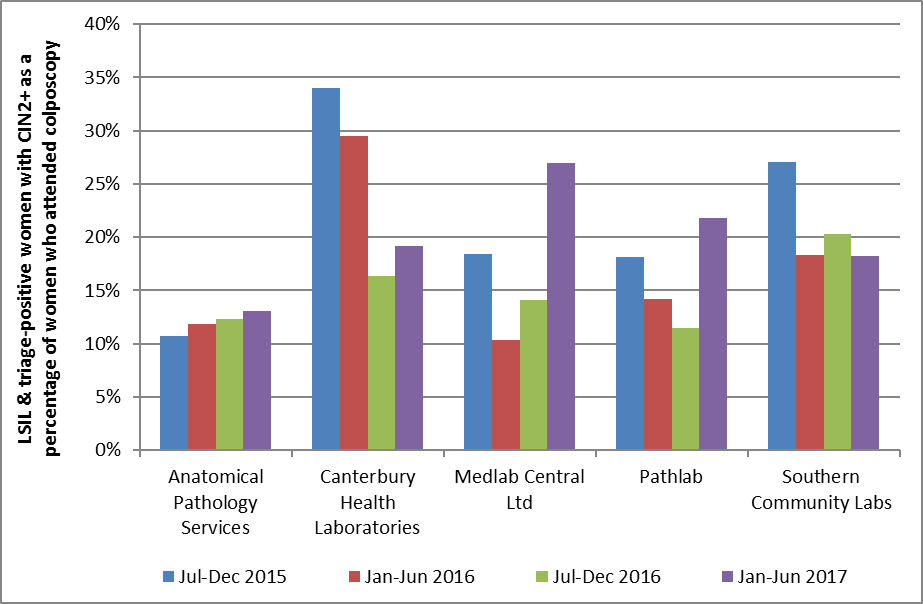 LSIL & triage-positive women with CIN2+ as a
percentage of women who attended colposcopy
40%
35%
30%
25%
20%
15%
10%
5%
0%
Anatomical
Pathology
Services
Canterbury
Health
Laboratories
Medlab Central
Ltd
Pathlab
Southern
Community Labs
Jul-Dec 2015
Jan-Jun 2016
Jul-Dec 2016
Jan-Jun 2017